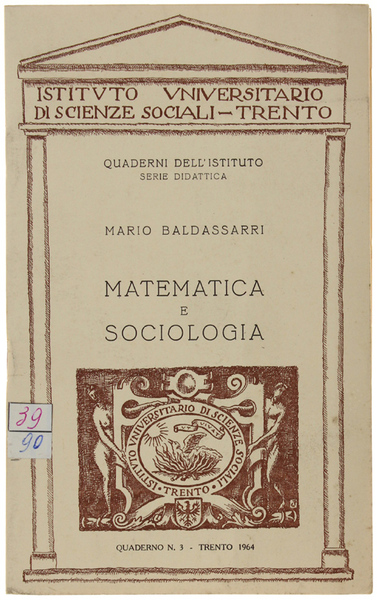 ISTITVTO VNIVERSITARIO
DI SCIENZE SOCIALI — TRENTO
QUADERNI DELL'ISTITUTO
SERIE DIDATTICA
MARIO BALDASSARRI
MATEMATICA
E
SOCIOLOGIA
39
90
ISTITVTO VNIVERSITARIO DI SCIENZE SOCIALI · TRENTO ·
QUADERNO N. 3 - TRENTO 1964